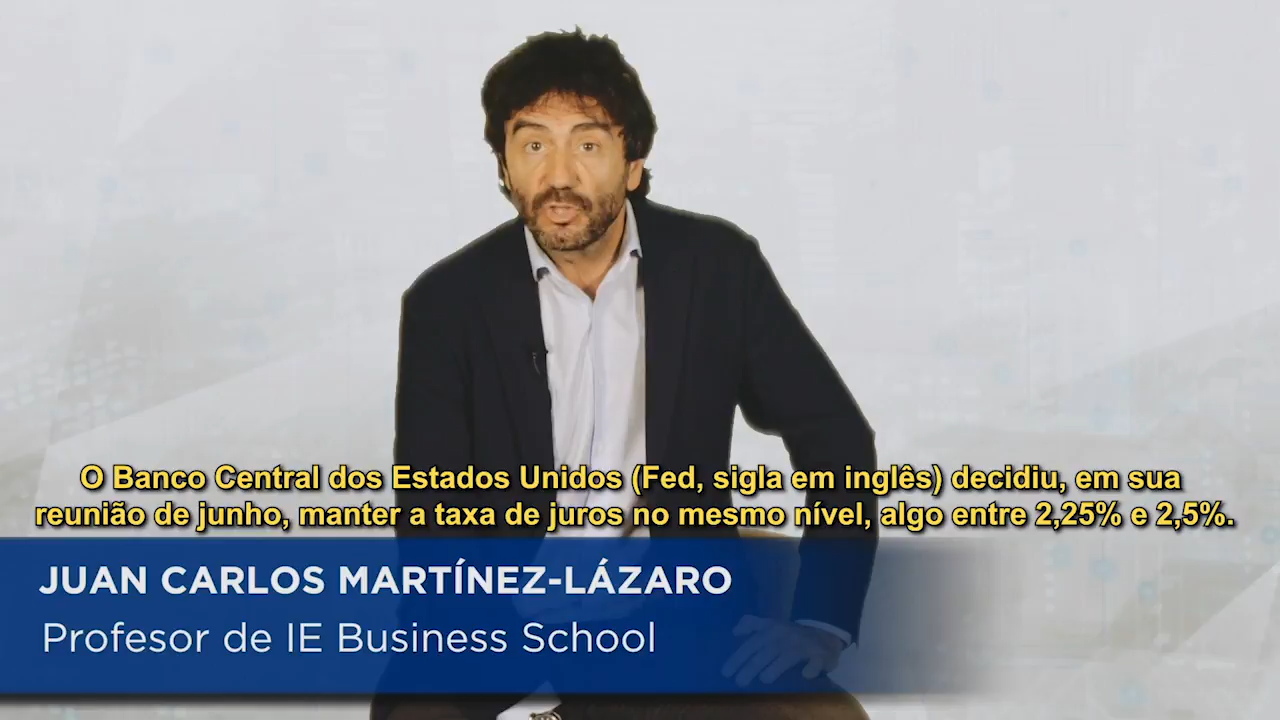 O Banco Central dos Estados Unidos (Fed, sigla em inglês) decidiu, em sua
reunião de junho, manter a taxa de juros no mesmo nível, algo entre 2,25% e 2,5%.
JUAN CARLOS MARTÍNEZ-LÁZARO
Profesor de IE Business School